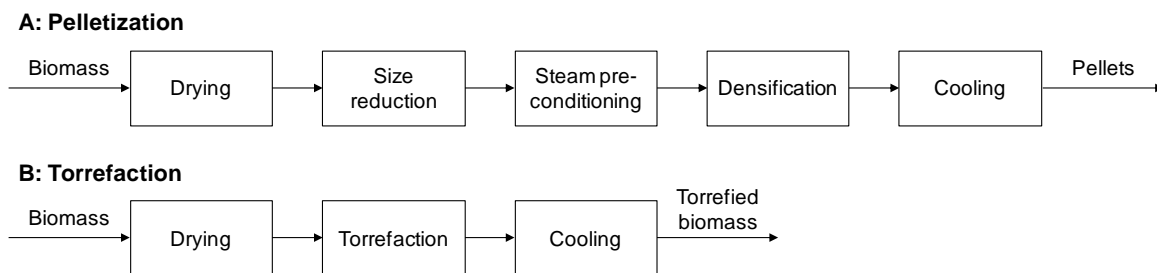 A: Pelletization
Biomass
Drying
Size
reduction
Steam pre-
conditioning
Densification
Cooling
Pellets
B: Torrefaction
Biomass
Drying
Torrefaction
Cooling
Torrefied
biomass